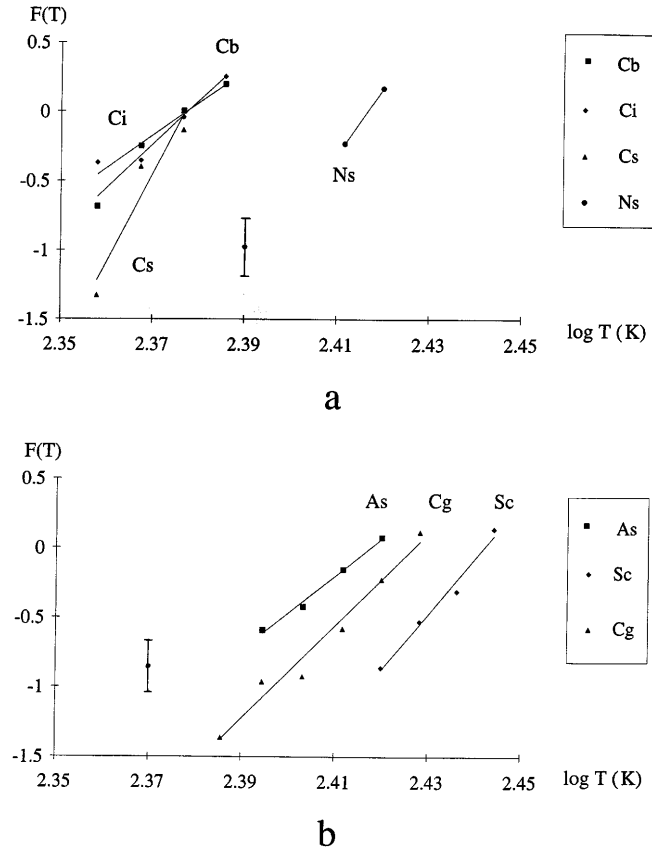 F(T)
0.5
0
-0.5
-1
-1.5
2.35
2.37
2.39
2.41
2.43
2.45
log T (K)
Cb
Ci
Cs
Ns
Cb
Ci
Cs
Ns
a
F(T)
0.5
0
-0.5
-1
-1.5
2.35
2.37
2.39
2.41
2.43
2.45
log T (K)
As
Cg
Sc
As
Sc
Cg
b